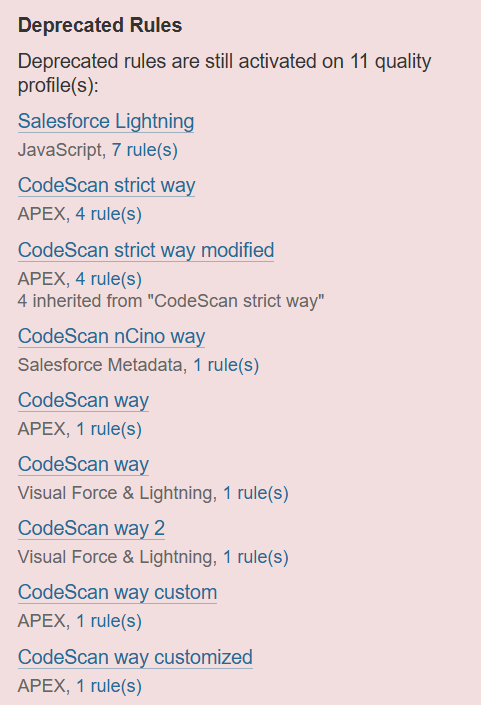 Deprecated Rules
Deprecated rules are still activated on 11 quality
profile(s):
Salesforce Lightning
JavaScript, 7 rule(s)
CodeScan strict way
APEX, 4 rule(s)
CodeScan strict way modified
APEX, 4 rule(s)
4 inherited from "CodeScan strict way"
CodeScan nCino way
Salesforce Metadata, 1 rule(s)
CodeScan way
APEX, 1 rule(s)
CodeScan way
Visual Force & Lightning, 1 rule(s)
CodeScan way 2
Visual Force & Lightning, 1 rule(s)
CodeScan way custom
APEX, 1 rule(s)
CodeScan way customized
APEX, 1 rule(s)